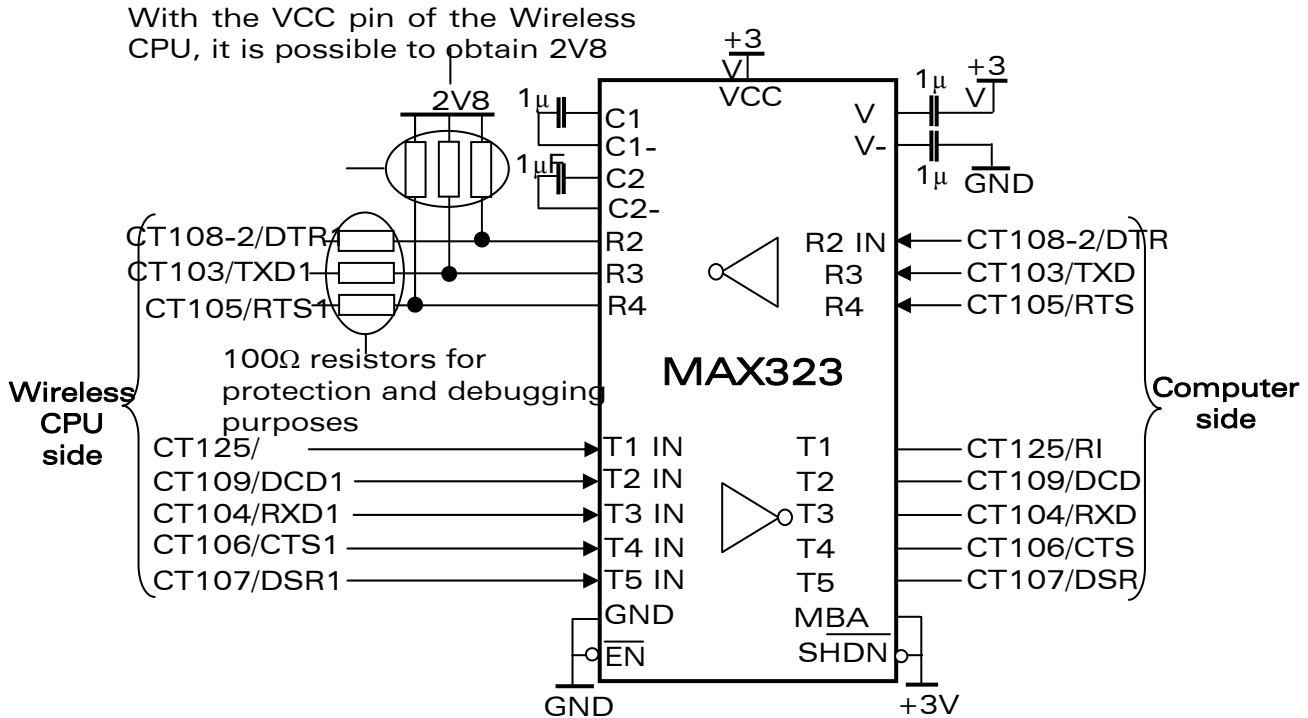 With the VCC pin of the Wireless
CPU, it is possible to obtain 2V8
+3
V
VCC
+3
V
1µ
2V8
1µ
C1
C1-
1µF
C2
C2-
V
V-
1µ
GND
CT108-2/DTR1
R2
R2 IN
CT108-2/DTR
CT103/TXD1
R3
R3
CT103/TXD
CT105/RTS1
R4
R4
CT105/RTS
100Ω resistors for
protection and debugging
purposes
MAX323
Wireless
CPU
side
Computer
side
CT125/
T1 IN
T1
CT125/RI
CT109/DCD1
T2 IN
T2
CT109/DCD
CT104/RXD1
T3 IN
T3
CT104/RXD
CT106/CTS1
T4 IN
T4
CT106/CTS
CT107/DSR1
T5 IN
T5
CT107/DSR
GND
MBA
EN
SHDN
GND
+3V